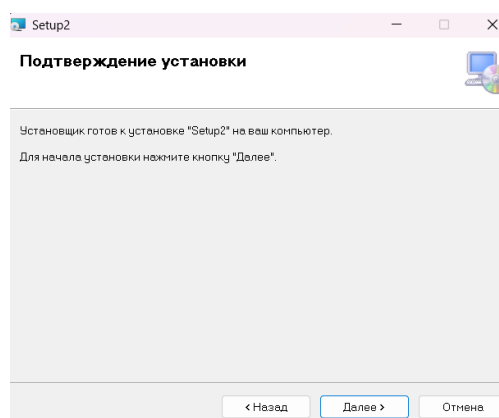 Setup2
Подтверждение установки
Установщик готов к установке "Setup2" на ваш компьютер.
Для начала установки нажмите кнопку "Далее".
< Назад
Далее >
Отмена